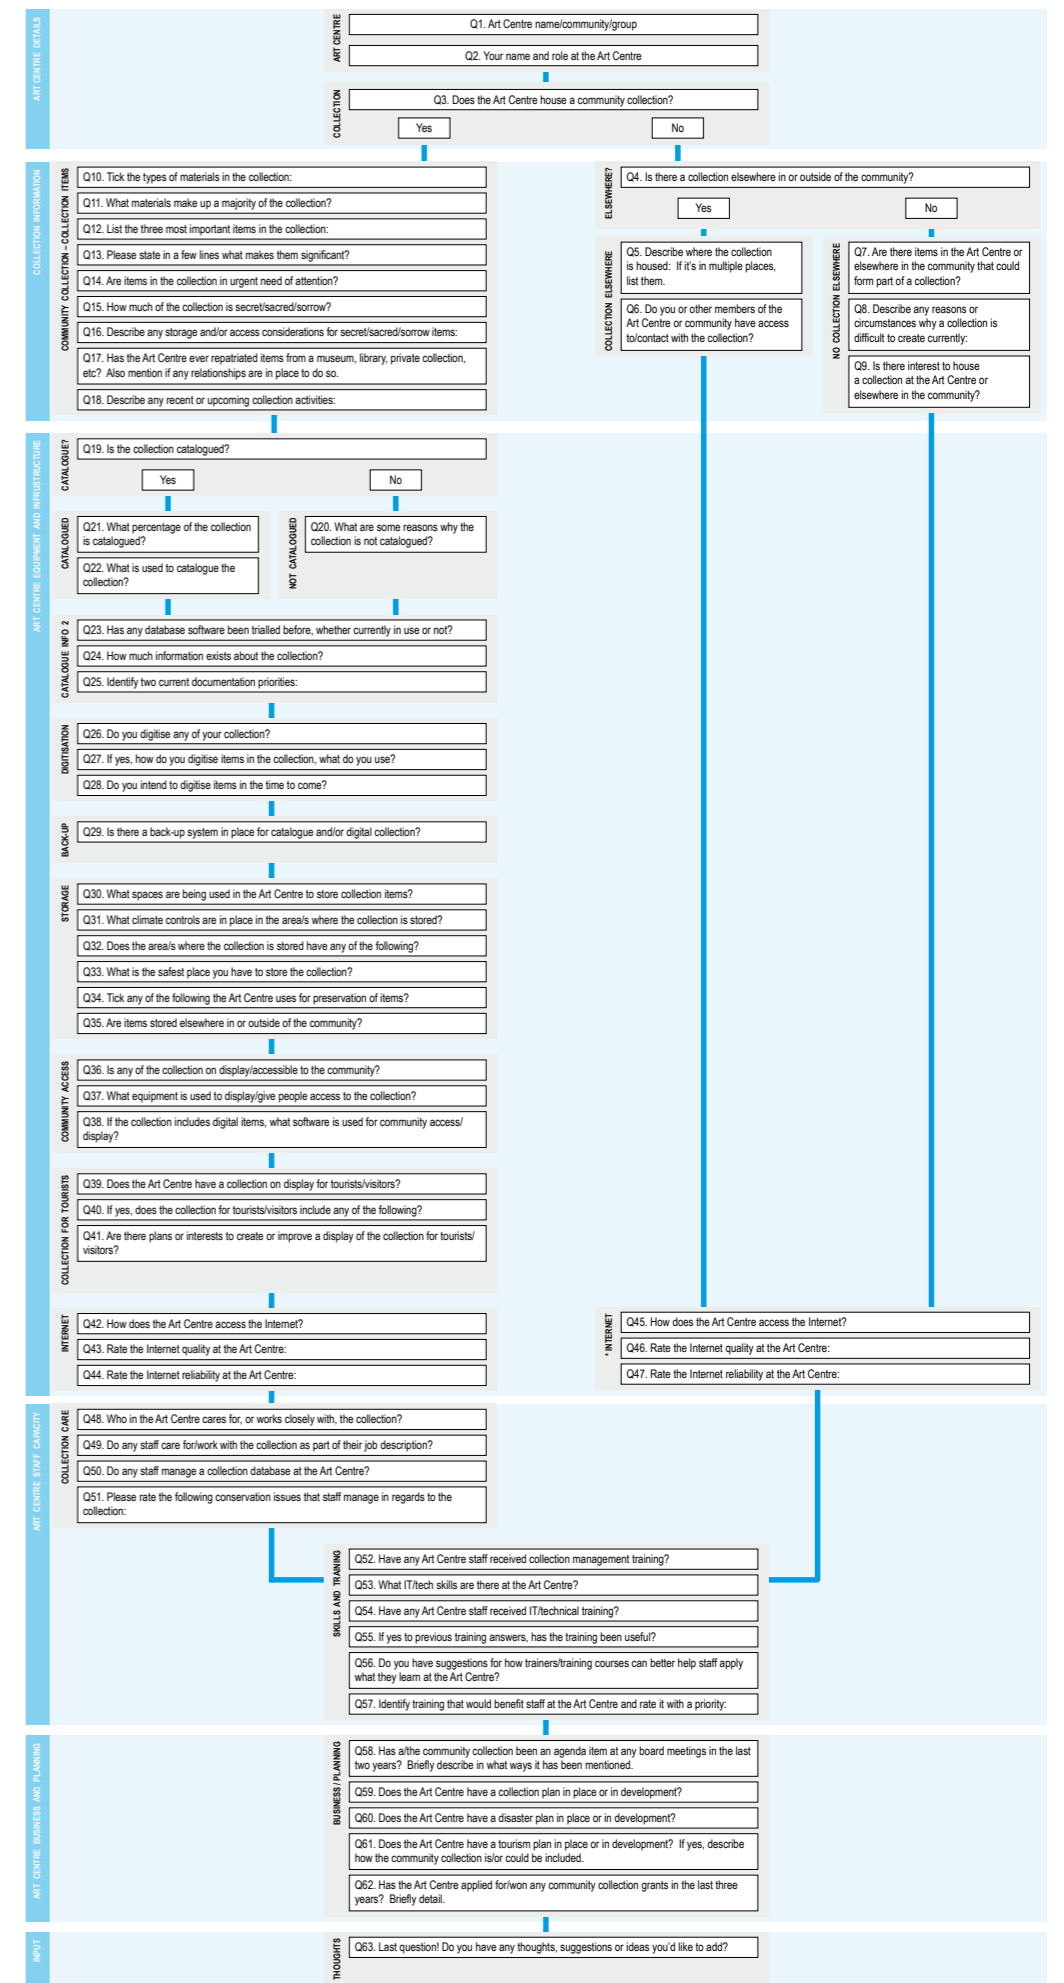 ART CENTRE DETAILS
ART CENTRE
Q1. Art Centre name/community/group
Q2. Your name and role at the Art Centre
COLLECTION
Q3. Does the Art Centre house a community collection?
Yes
No
COLLECTION INFORMATION
COMMUNITY COLLECTION – COLLECTION ITEMS
Q10. Tick the types of materials in the collection:
Q11. What materials make up a majority of the collection?
Q12. List the three most important items in the collection:
Q13. Please state in a few lines what makes them significant?
Q14. Are items in the collection in urgent need of attention?
Q15. How much of the collection is secret/sacred/sorrow?
Q16. Describe any storage and/or access considerations for secret/sacred/sorrow items:
Q17. Has the Art Centre ever repatriated items from a museum, library, private collection,
etc? Also mention if any relationships are in place to do so.
Q18. Describe any recent or upcoming collection activities:
ELSEWHERE?
Q4. Is there a collection elsewhere in or outside of the community?
Yes
No
COLLECTION ELSEWHERE
Q5. Describe where the collection
is housed: If it's in multiple places,
list them.
Q6. Do you or other members of the
Art Centre or community have access
to/contact with the collection?
NO COLLECTION ELSEWHERE
Q7. Are there items in the Art Centre or
elsewhere in the community that could
form part of a collection?
Q8. Describe any reasons or
circumstances why a collection is
difficult to create currently:
Q9. Is there interest to house
a collection at the Art Centre or
elsewhere in the community?
ART CENTRE EQUIPMENT AND INFRUSTRUCTURE
CATALOGUE?
Q19. Is the collection catalogued?
Yes
No
CATALOGUED
Q21. What percentage of the collection
is catalogued?
Q22. What is used to catalogue the
collection?
NOT CATALOGUED
Q20. What are some reasons why the
collection is not catalogued?
CATALOGUE INFO 2
Q23. Has any database software been trialled before, whether currently in use or not?
Q24. How much information exists about the collection?
Q25. Identify two current documentation priorities:
DIGITISATION
Q26. Do you digitise any of your collection?
Q27. If yes, how do you digitise items in the collection, what do you use?
Q28. Do you intend to digitise items in the time to come?
BACK-UP
Q29. Is there a back-up system in place for catalogue and/or digital collection?
STORAGE
Q30. What spaces are being used in the Art Centre to store collection items?
Q31. What climate controls are in place in the area/s where the collection is stored?
Q32. Does the area/s where the collection is stored have any of the following?
Q33. What is the safest place you have to store the collection?
Q34. Tick any of the following the Art Centre uses for preservation of items?
Q35. Are items stored elsewhere in or outside of the community?
COMMUNITY ACCESS
Q36. Is any of the collection on display/accessible to the community?
Q37. What equipment is used to display/give people access to the collection?
Q38. If the collection includes digital items, what software is used for community access/
display?
COLLECTION FOR TOURISTS
Q39. Does the Art Centre have a collection on display for tourists/visitors?
Q40. If yes, does the collection for tourists/visitors include any of the following?
Q41. Are there plans or interests to create or improve a display of the collection for tourists/
visitors?
INTERNET
Q42. How does the Art Centre access the Internet?
Q43. Rate the Internet quality at the Art Centre:
Q44. Rate the Internet reliability at the Art Centre:
* INTERNET
Q45. How does the Art Centre access the Internet?
Q46. Rate the Internet quality at the Art Centre:
Q47. Rate the Internet reliability at the Art Centre:
ART CENTRE STAFF CAPACITY
COLLECTION CARE
Q48. Who in the Art Centre cares for, or works closely with, the collection?
Q49. Do any staff care for/work with the collection as part of their job description?
Q50. Do any staff manage a collection database at the Art Centre?
Q51. Please rate the following conservation issues that staff manage in regards to the
collection:
SKILLS AND TRAINING
Q52. Have any Art Centre staff received collection management training?
Q53. What IT/tech skills are there at the Art Centre?
Q54. Have any Art Centre staff received IT/technical training?
Q55. If yes to previous training answers, has the training been useful?
Q56. Do you have suggestions for how trainers/training courses can better help staff apply
what they learn at the Art Centre?
Q57. Identify training that would benefit staff at the Art Centre and rate it with a priority:
ART CENTRE BUSINESS AND PLANNING
BUSINESS / PLANNING
Q58. Has a/the community collection been an agenda item at any board meetings in the last
two years? Briefly describe in what ways it has been mentioned.
Q59. Does the Art Centre have a collection plan in place or in development?
Q60. Does the Art Centre have a disaster plan in place or in development?
Q61. Does the Art Centre have a tourism plan in place or in development? If yes, describe
how the community collection is/or could be included.
Q62. Has the Art Centre applied for/won any community collection grants in the last three
years? Briefly detail.
INPUT
THOUGHTS
Q63. Last question! Do you have any thoughts, suggestions or ideas you'd like to add?